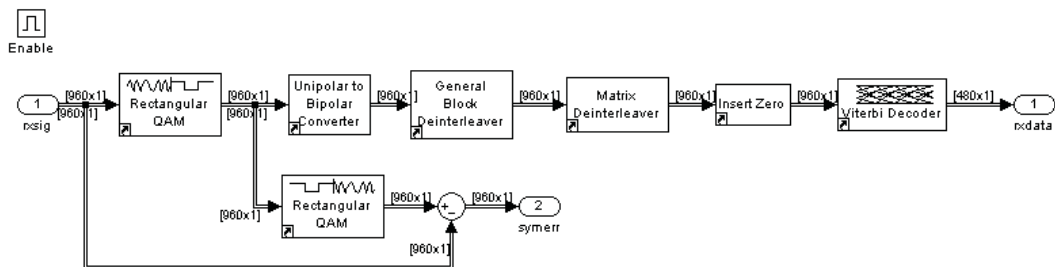 Enable
1
rxsig
[960x1]
[960x1]
Rectangular
QAM
[960x1]
[960x1]
Unipolar to
Bipolar
Converter
[960x1]
General
Block
Deinterleaver
[960x1]
Matrix
Deinterleaver
[960x1]
Insert Zero
[960x1]
Viterbi Decoder
[480x1]
1
rxdata
[960x1]
Rectangular
QAM
[960x1]
+
-
[960x1]
2
symerr
[960x1]